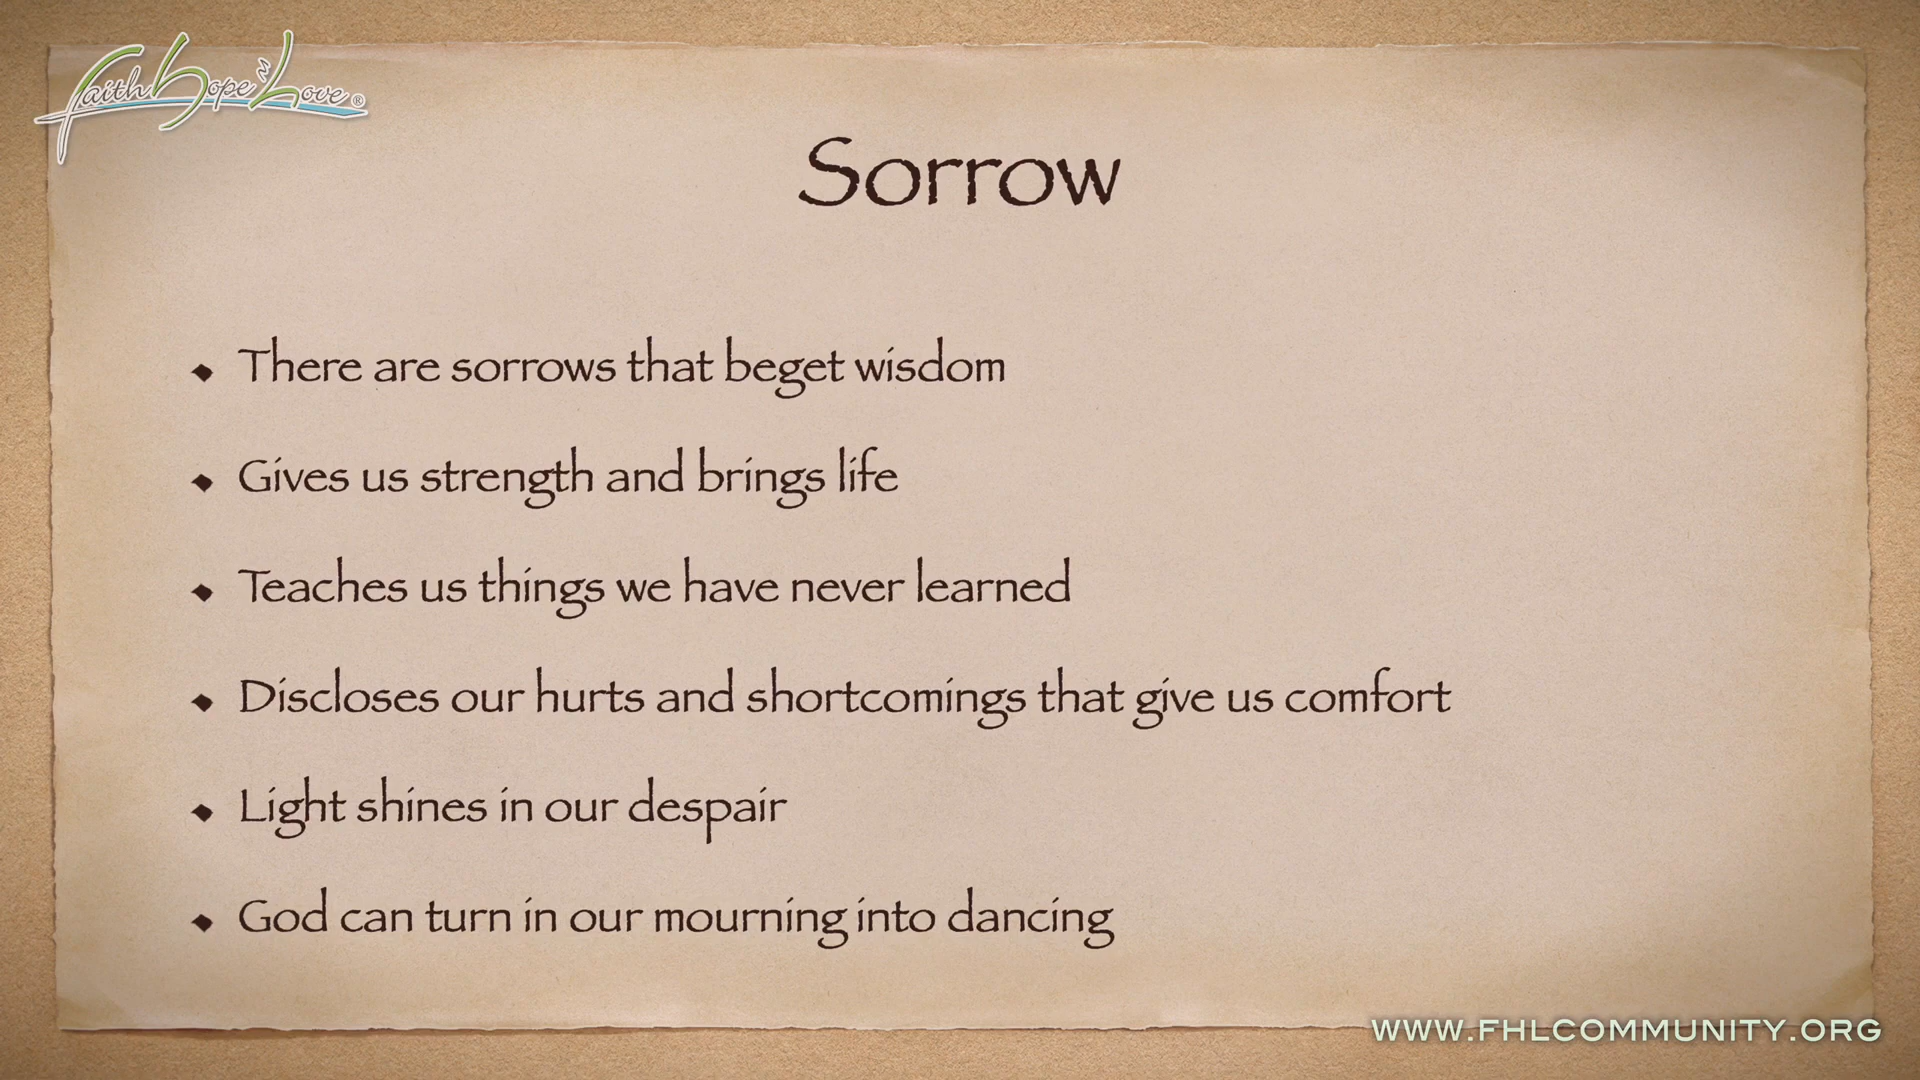 Faith Hope & Love ®
Sorrow
◆ There are sorrows that beget wisdom
◆ Gives us strength and brings life
◆ Teaches us things we have never learned
◆ Discloses our hurts and shortcomings that give us comfort
◆ Light shines in our despair
◆ God can turn in our mourning into dancing
WWW.FHLCOMMUNITY.ORG